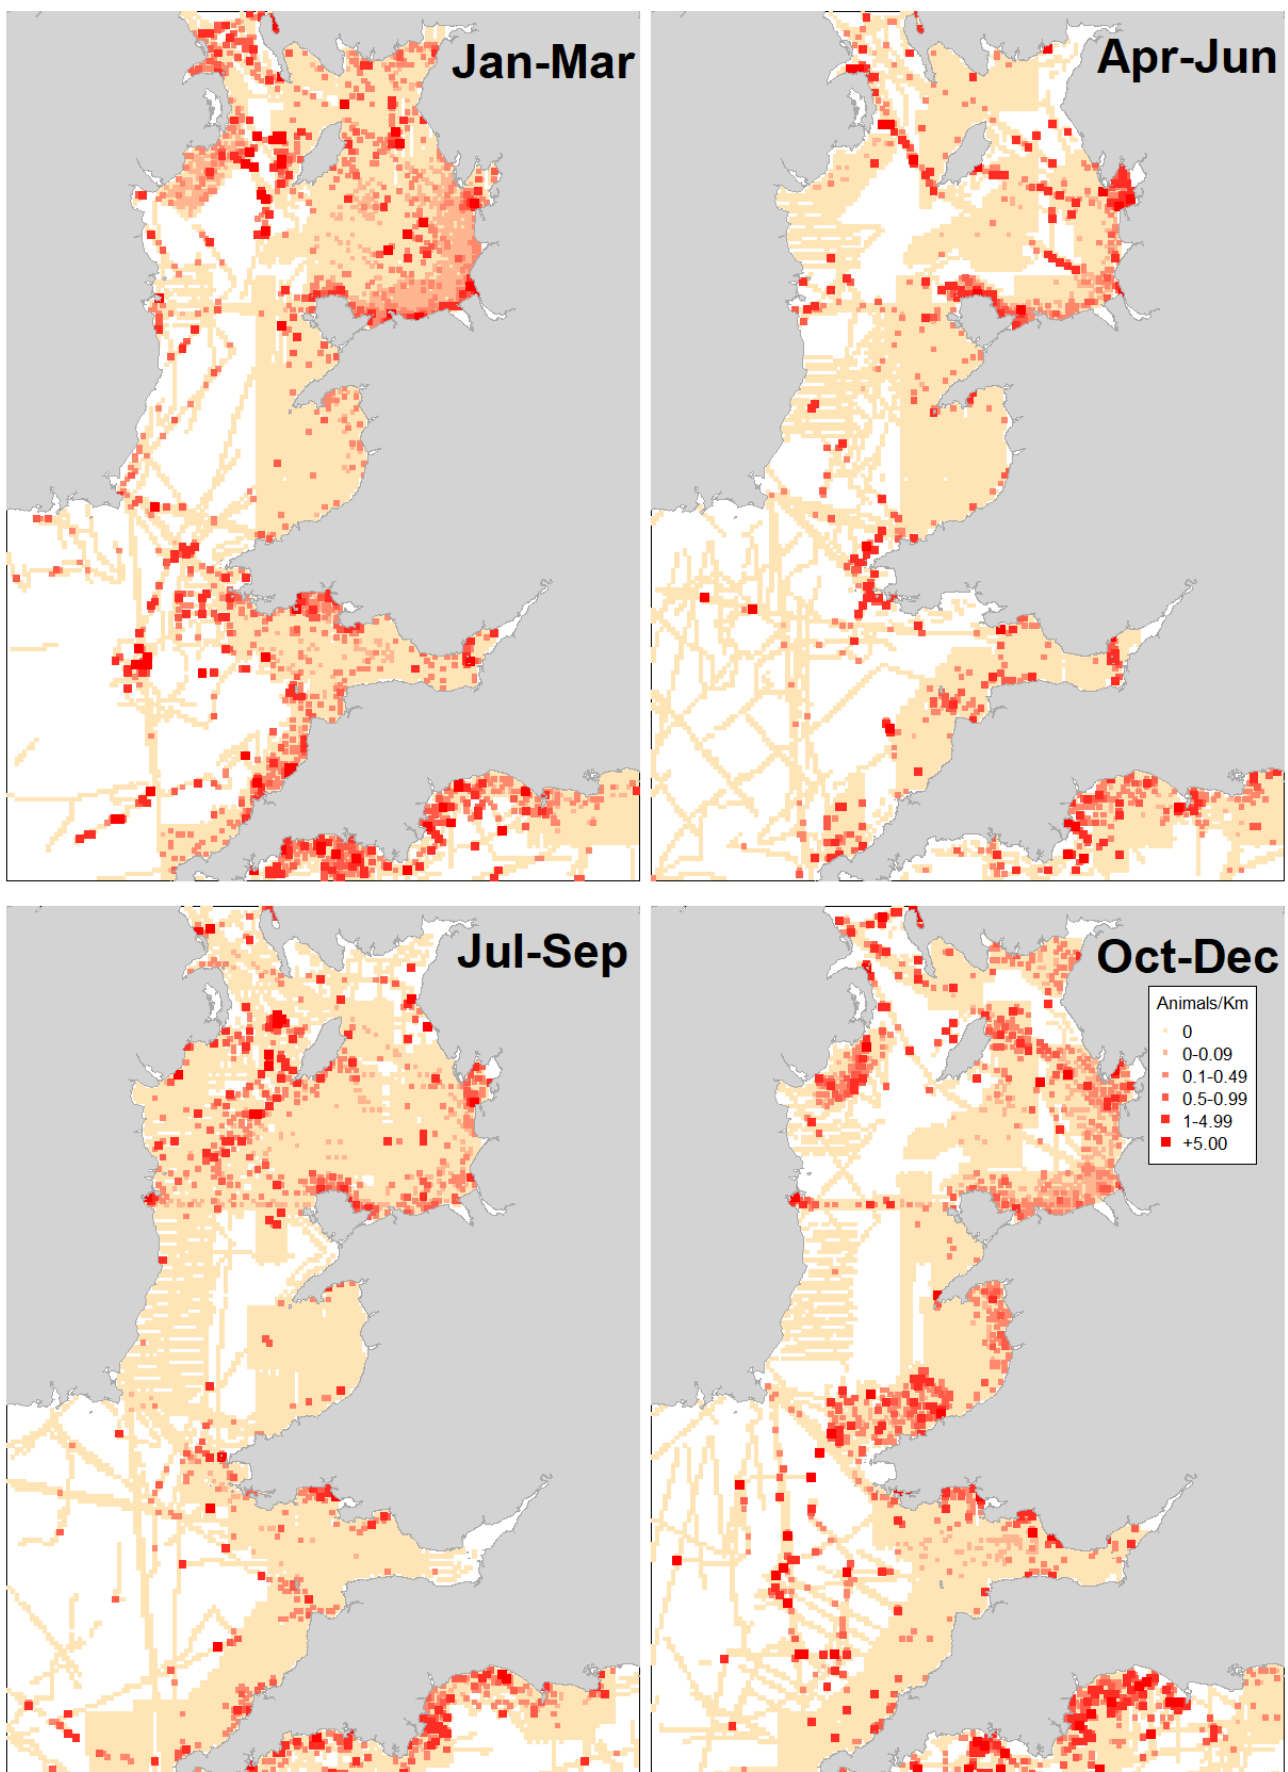 Jan-Mar
Apr-Jun
Jul-Sep
Oct-Dec
Animals/Km
0
0-0.09
0.1-0.49
0.5-0.99
1-4.99
+5.00